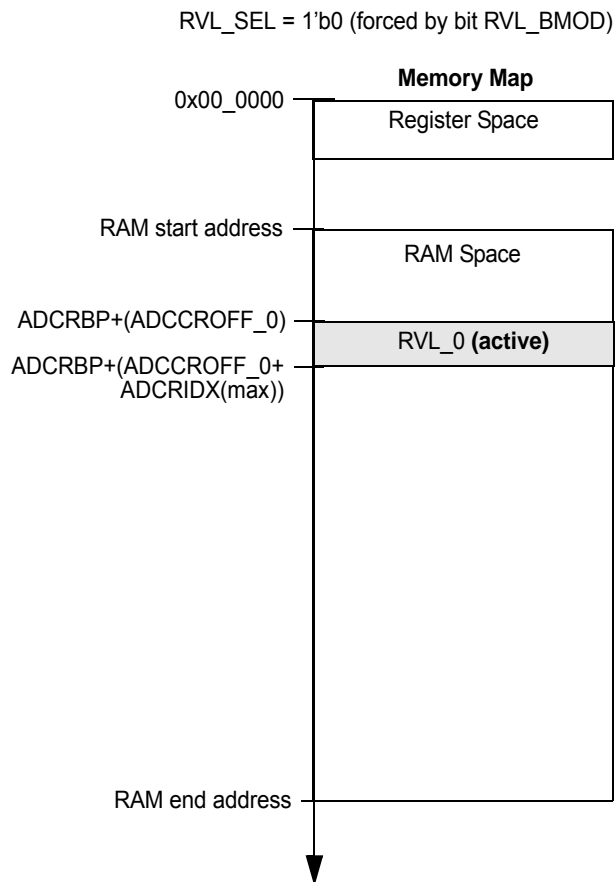 RVL_SEL = 1'b0 (forced by bit RVL_BMOD)
Memory Map
0x00_0000
Register Space
RAM start address
RAM Space
ADCRBP+(ADCCROFF_0)
RVL_0 (active)
ADCRBP+(ADCCROFF_0+
ADCRIDX(max))
RAM end address